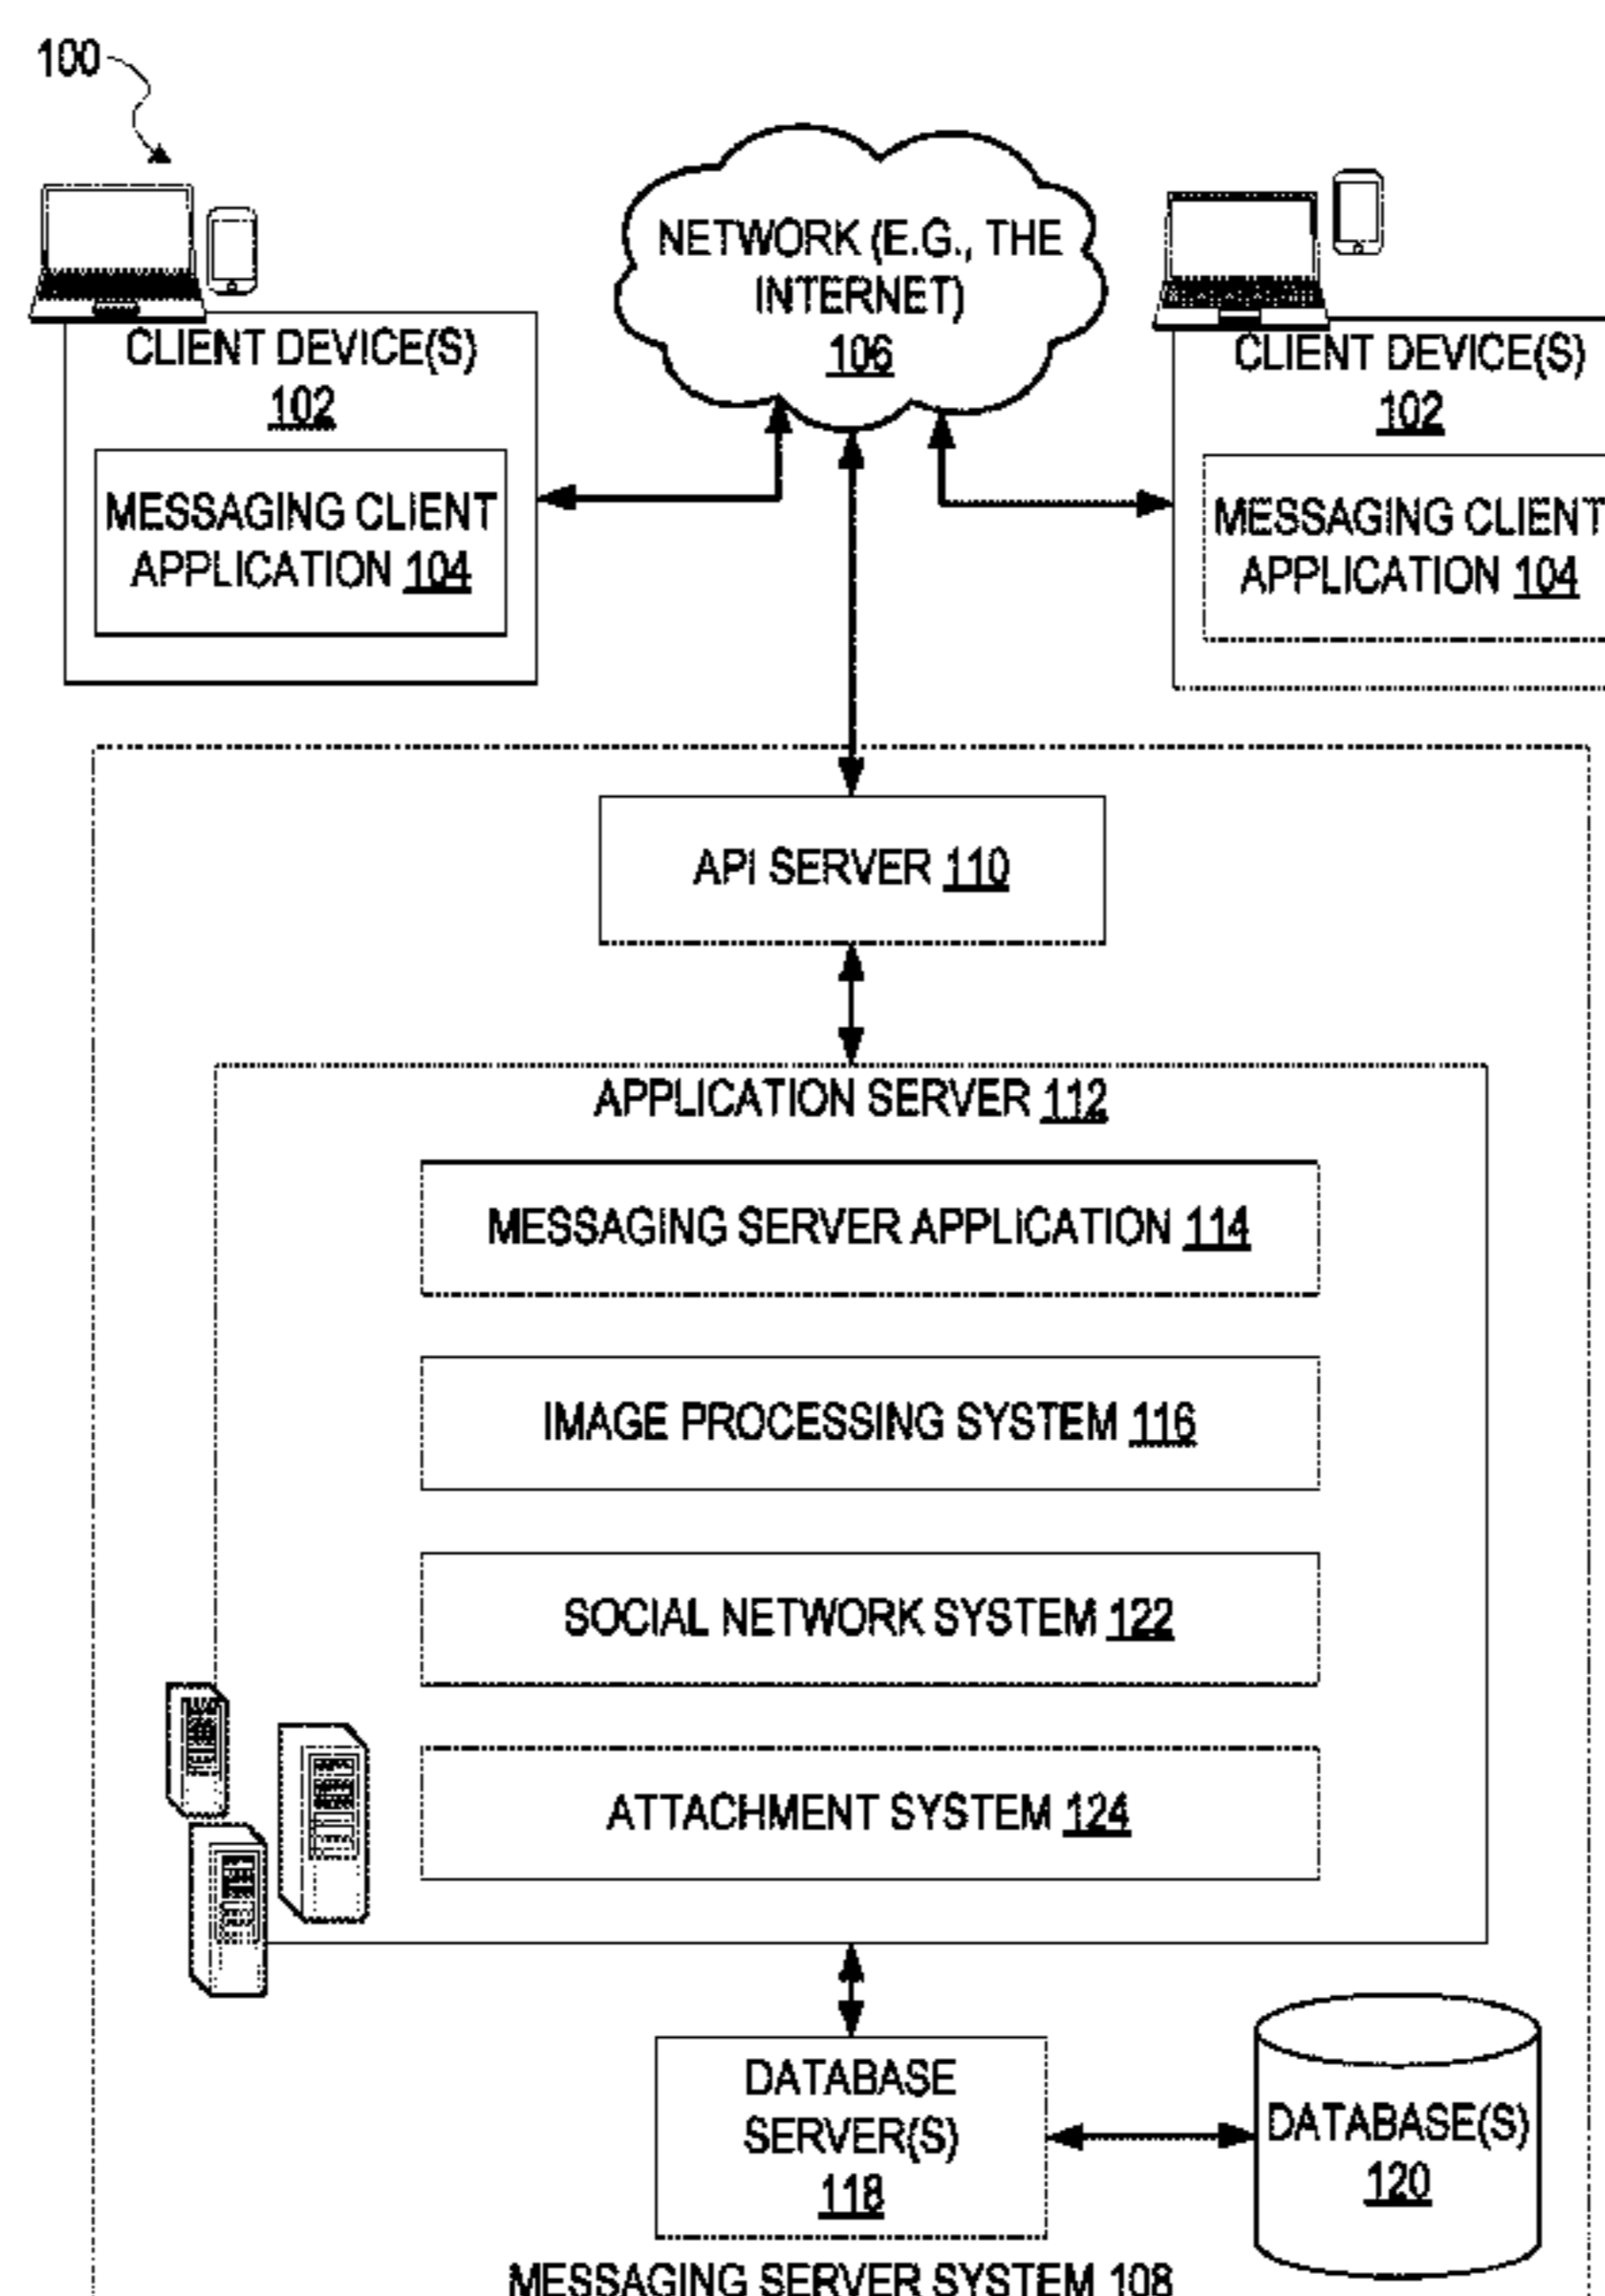 100
NETWORK (E.G., THE
INTERNET)
106
CLIENT DEVICE(S)
102
MESSAGING CLIENT
APPLICATION 104
CLIENT DEVICE(S)
102
MESSAGING CLIENT
APPLICATION 104
API SERVER 110
APPLICATION SERVER 112
MESSAGING SERVER APPLICATION 114
IMAGE PROCESSING SYSTEM 116
SOCIAL NETWORK SYSTEM 122
ATTACHMENT SYSTEM 124
DATABASE
SERVER(S)
118
DATABASE(S)
120
MESSAGING SERVER SYSTEM 108